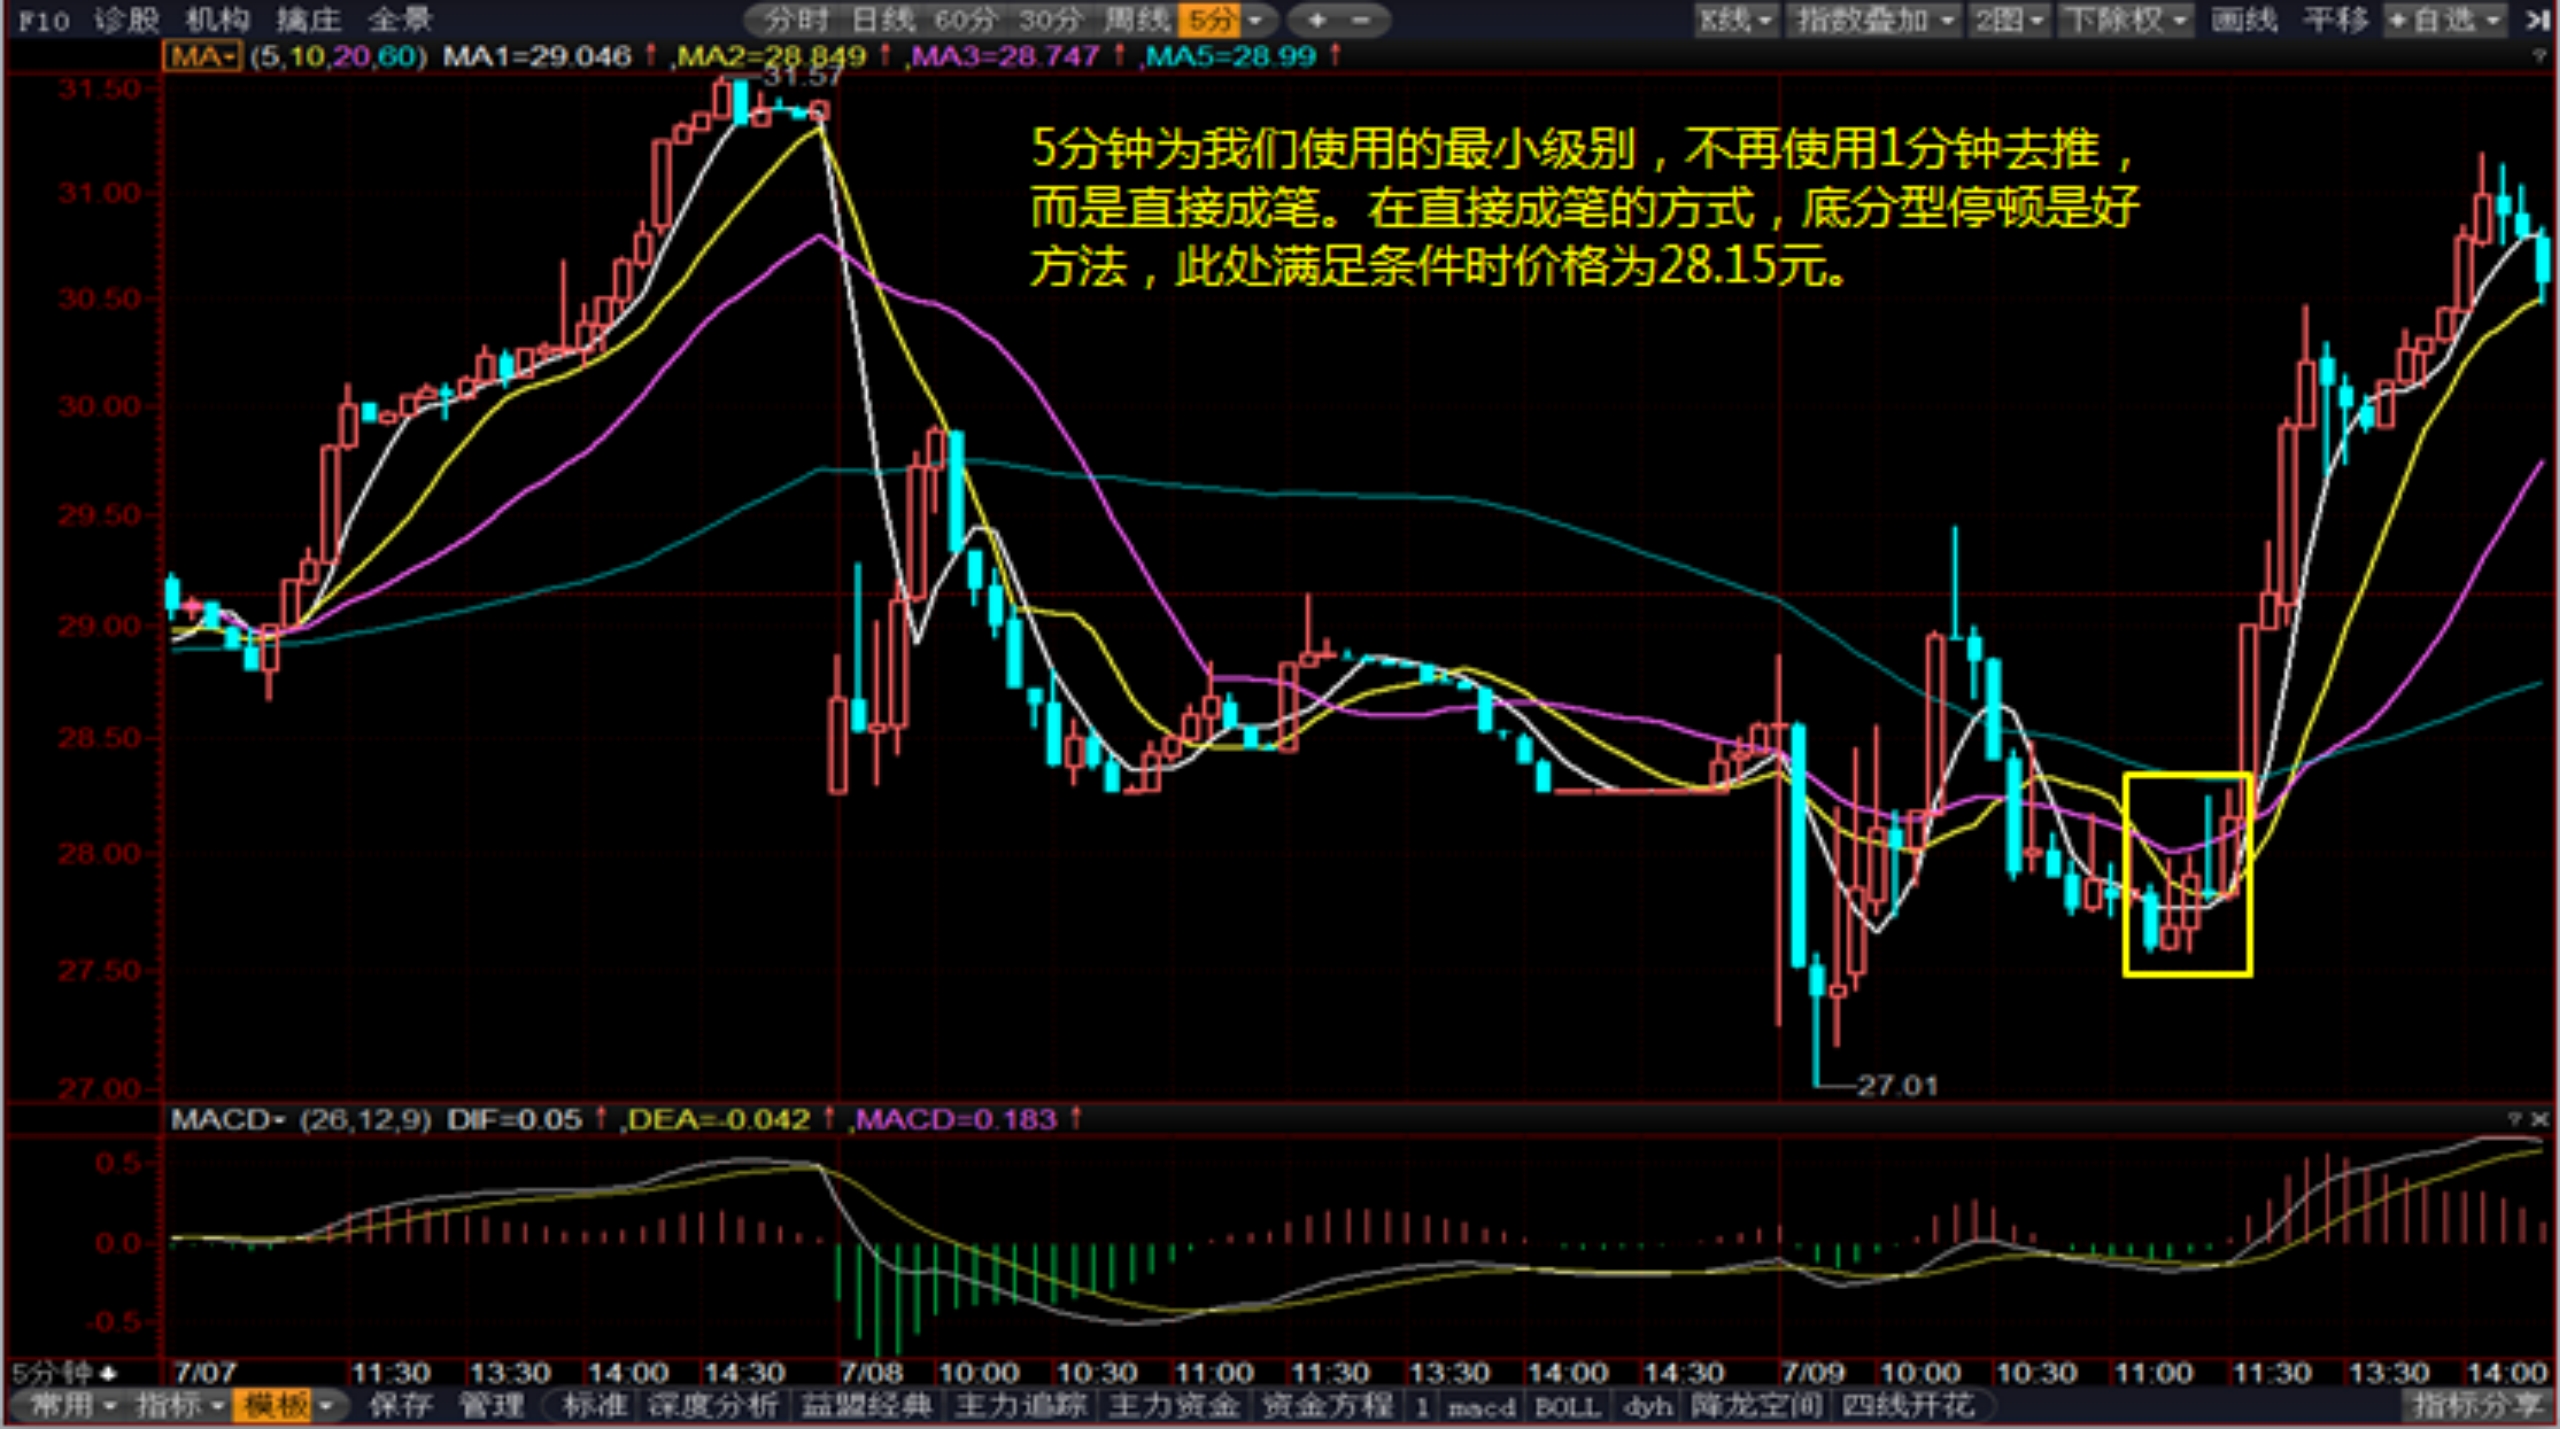 F10 诊股 机构 擒庄 全景 分时 日线 60分 30分 周线 5分 + - K线 指数叠加 2图 下除权 画线 平移 +自选
MA (5,10,20,60) MA1=29.046 ↑ ,MA2=28.849 ↑ ,MA3=28.747 ↑ ,MA5=28.99 ↑ ?
31.57
31.50
5分钟为我们使用的最小级别，不再使用1分钟去推，
31.00
而是直接成笔。在直接成笔的方式，底分型停顿是好
方法，此处满足条件时价格为28.15元。
30.50
30.00
29.50
29.00
28.50
28.00
27.50
27.00
27.01
MACD (26,12,9) DIF=0.05 ↑ ,DEA=-0.042 ↑ ,MACD=0.183 ↑ ? ×
0.5
0.0
-0.5
5分钟 7/07 11:30 13:30 14:00 14:30 7/08 10:00 10:30 11:00 11:30 13:30 14:00 14:30 7/09 10:00 10:30 11:00 11:30 13:30 14:00
常用 指标 模板 保存 管理 标准 深度分析 益盟经典 主力追踪 主力资金 资金方程 1 macd BOLL dyh 降龙空间 四线开花 指标分享